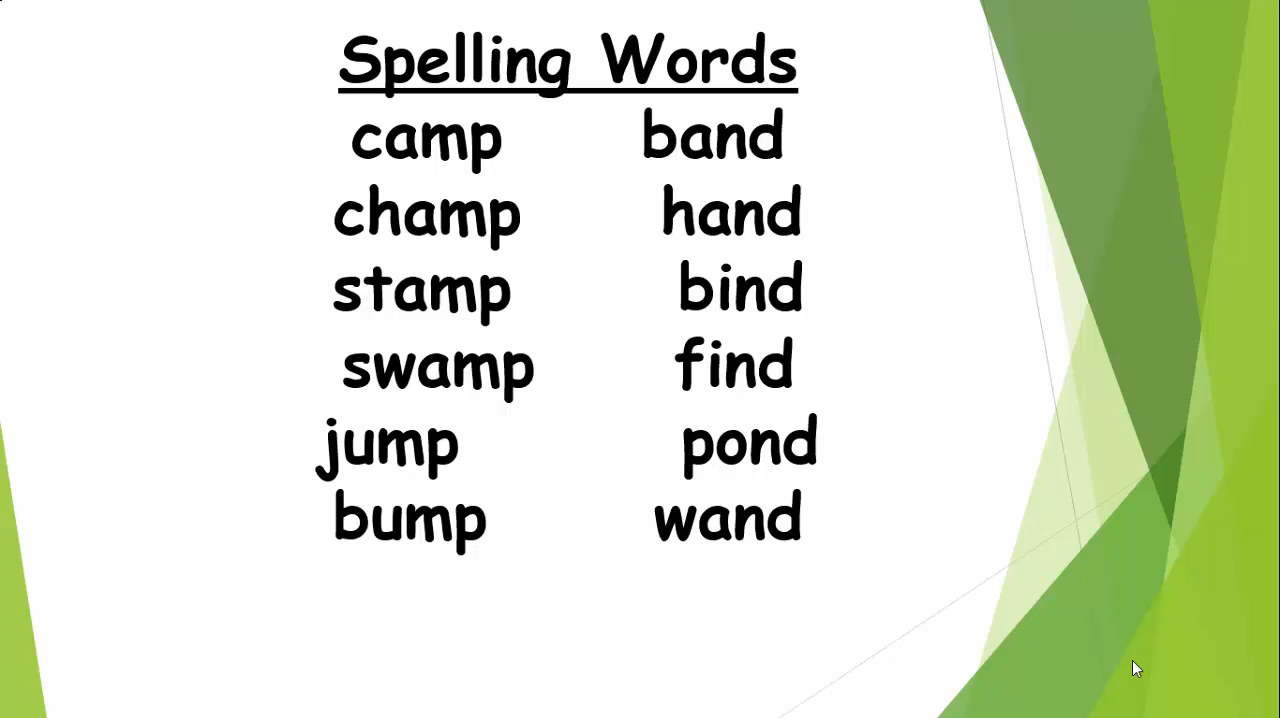 Spelling Words
camp band
champ hand
stamp bind
swamp find
jump pond
bump wand